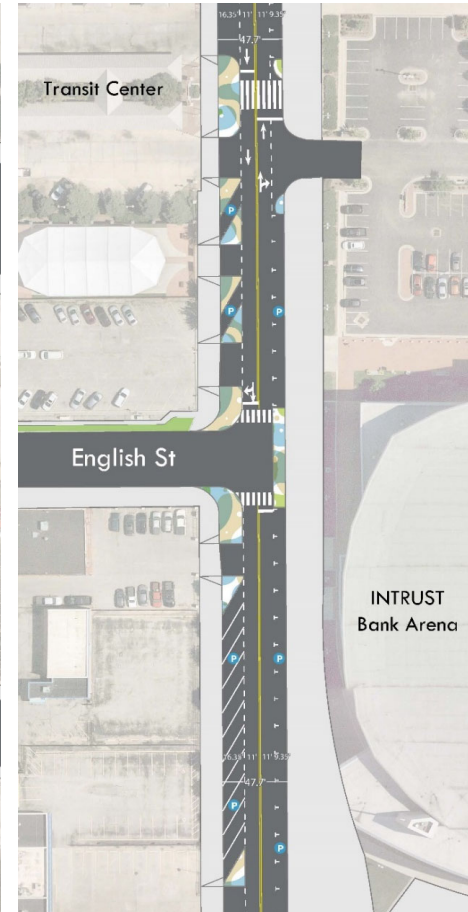 16.35' 11' 11' 9.35'
47.7'
Transit Center
P
P
P
English St
INTRUST
Bank Arena
P
P
16.35' 11' 11' 9.35'
47.7'
P
P